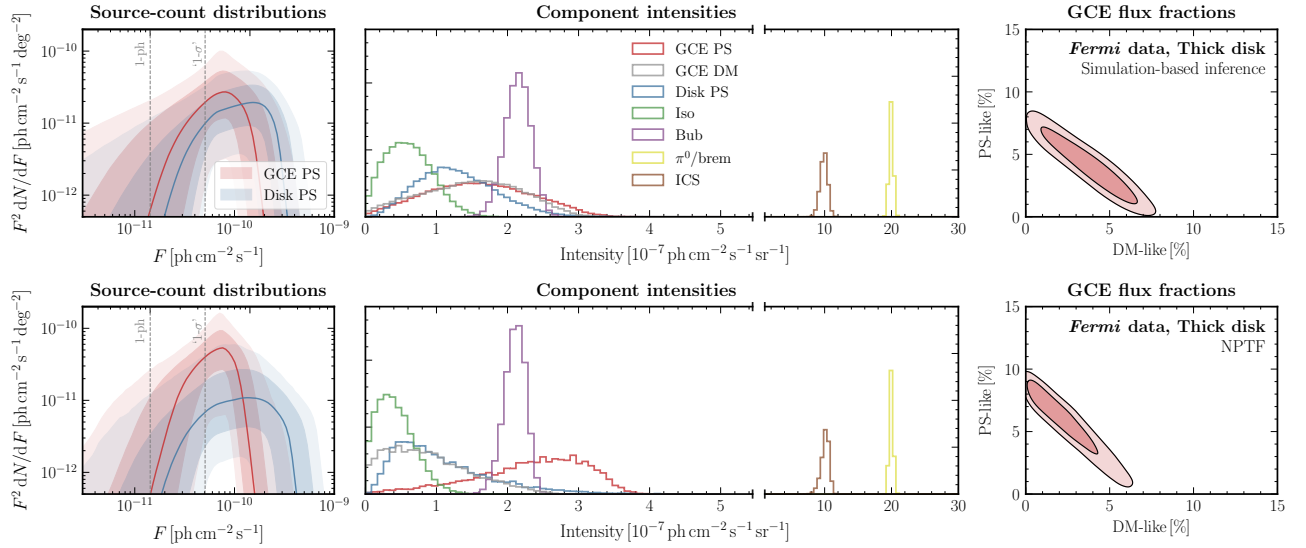 Source-count distributions
Component intensities
GCE flux fractions
10⁻¹⁰
10⁻¹¹
10⁻¹²
F² dN/dF [ph cm⁻² s⁻¹ deg⁻²]
1-ph
'1-σ'
GCE PS
Disk PS
10⁻¹¹ 10⁻¹⁰ 10⁻⁹
F [ph cm⁻² s⁻¹]
GCE PS
GCE DM
Disk PS
Iso
Bub
π⁰/brem
ICS
0 1 2 3 4 5 10 20 30
Intensity [10⁻⁷ ph cm⁻² s⁻¹ sr⁻¹]
Fermi data, Thick disk
Simulation-based inference
15
10
5
0
PS-like [%]
0 5 10 15
DM-like [%]
Source-count distributions
Component intensities
GCE flux fractions
10⁻¹⁰
10⁻¹¹
10⁻¹²
F² dN/dF [ph cm⁻² s⁻¹ deg⁻²]
1-ph
'1-σ'
10⁻¹¹ 10⁻¹⁰ 10⁻⁹
F [ph cm⁻² s⁻¹]
0 1 2 3 4 5 10 20 30
Intensity [10⁻⁷ ph cm⁻² s⁻¹ sr⁻¹]
Fermi data, Thick disk
NPTF
15
10
5
0
PS-like [%]
0 5 10 15
DM-like [%]